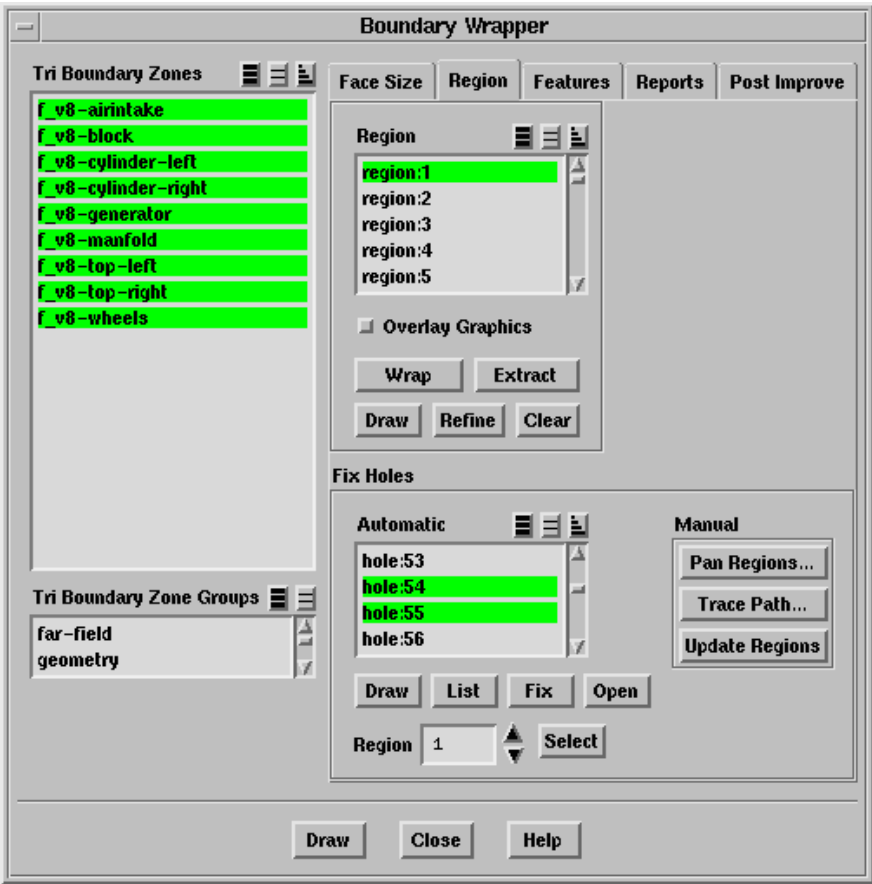 Boundary Wrapper
Tri Boundary Zones
f_v8-airintake
f_v8-block
f_v8-cylinder-left
f_v8-cylinder-right
f_v8-generator
f_v8-manfold
f_v8-top-left
f_v8-top-right
f_v8-wheels
Tri Boundary Zone Groups
far-field
geometry
Face Size Region Features Reports Post Improve
Region
region:1
region:2
region:3
region:4
region:5
Overlay Graphics
Wrap Extract
Draw Refine Clear
Fix Holes
Automatic
hole:53
hole:54
hole:55
hole:56
Draw List Fix Open
Region 1 Select
Manual
Pan Regions...
Trace Path...
Update Regions
Draw Close Help